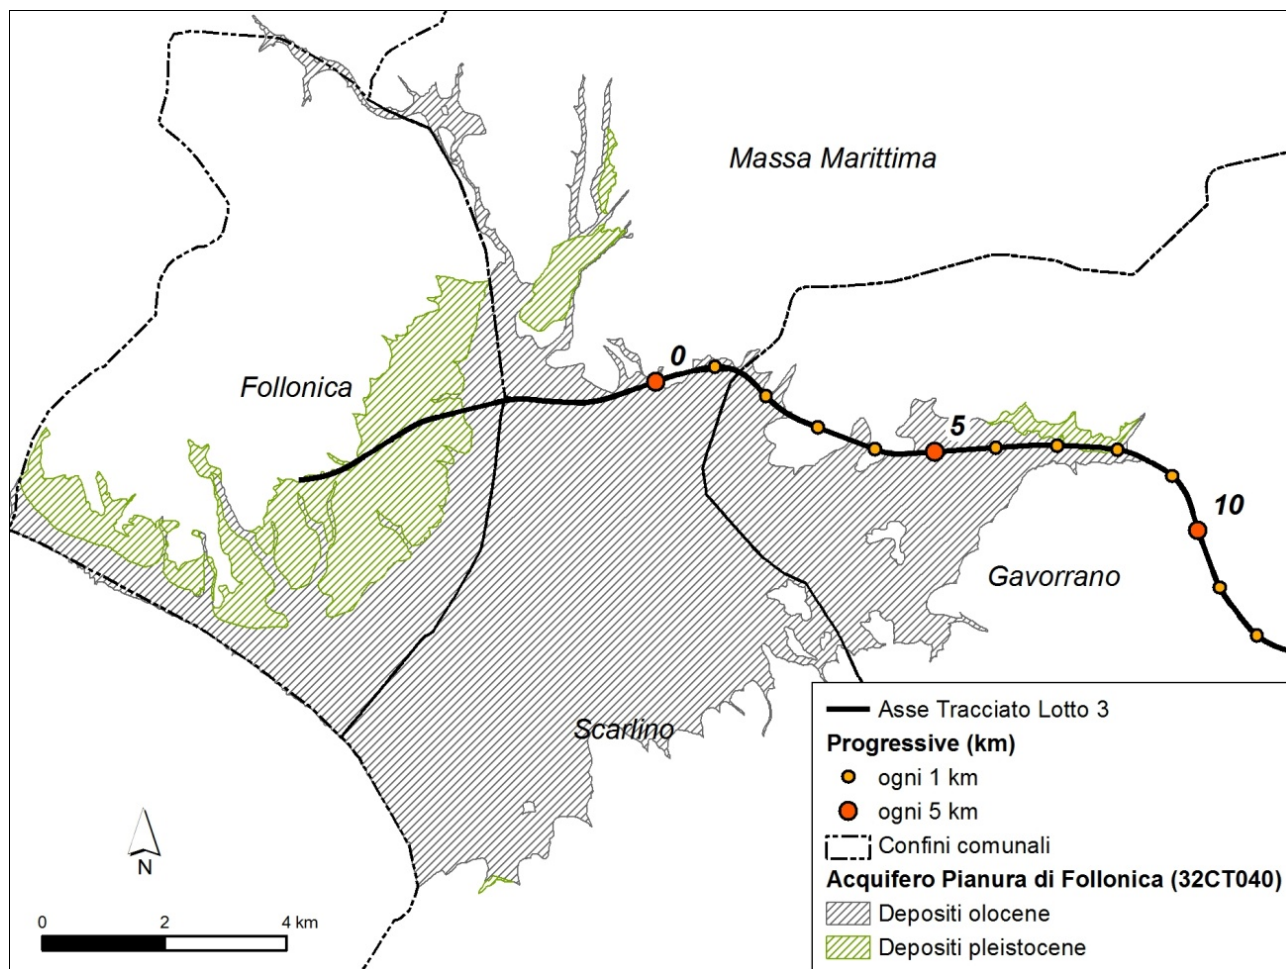 Massa Marittima
0
Follonica
5
10
Gavorrano
Scarlino
Asse Tracciato Lotto 3
Progressive (km)
ogni 1 km
ogni 5 km
Confini comunali
Acquifero Pianura di Follonica (32CT040)
Depositi olocene
Depositi pleistocene
N
0 2 4 km